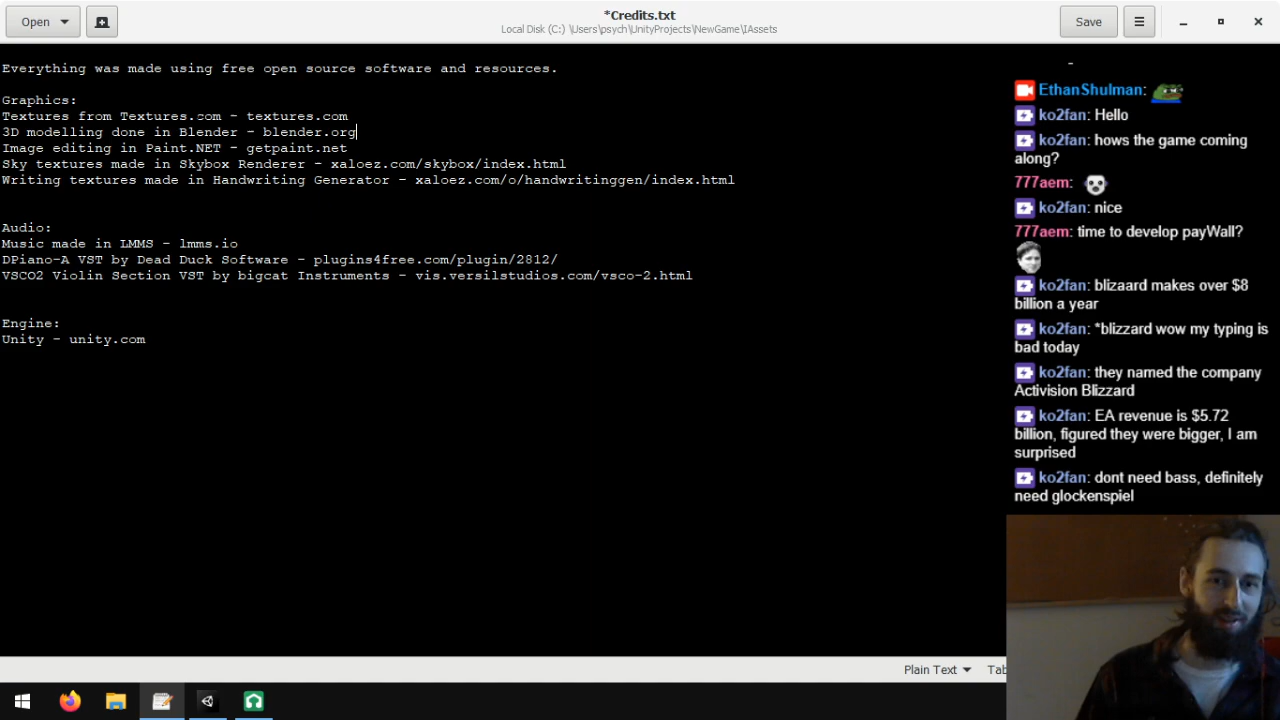 Open
*Credits.txt
Local Disk (C:) \Users\psych\UnityProjects\NewGame\IAssets
Save
Everything was made using free open source software and resources.
Graphics:
Textures from Textures.com - textures.com
3D modelling done in Blender - blender.org
Image editing in Paint.NET - getpaint.net
Sky textures made in Skybox Renderer - xaloez.com/skybox/index.html
Writing textures made in Handwriting Generator - xaloez.com/o/handwritinggen/index.html
Audio:
Music made in LMMS - lmms.io
DPiano-A VST by Dead Duck Software - plugins4free.com/plugin/2812/
VSCO2 Violin Section VST by bigcat Instruments - vis.versilstudios.com/vsco-2.html
Engine:
Unity - unity.com
EthanShulman:
ko2fan: Hello
ko2fan: hows the game coming
along?
777aem:
ko2fan: nice
777aem: time to develop payWall?
ko2fan: blizaard makes over $8
billion a year
ko2fan: *blizzard wow my typing is
bad today
ko2fan: they named the company
Activision Blizzard
ko2fan: EA revenue is $5.72
billion, figured they were bigger, I am
surprised
ko2fan: dont need bass, definitely
need glockenspiel
Plain Text
Tab